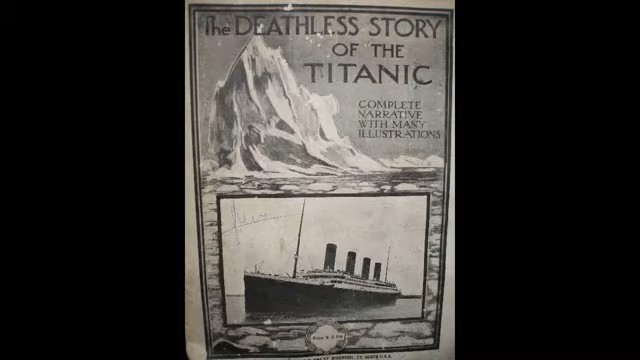 The DEATHLESS STORY
OF THE
TITANIC
COMPLETE
NARRATIVE
WITH MANY
ILLUSTRATIONS